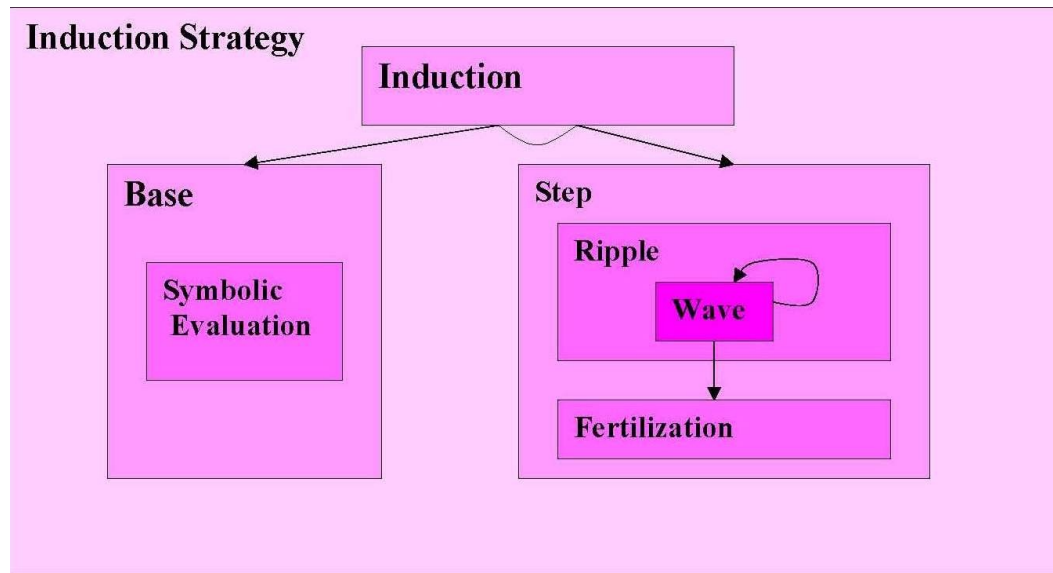 Induction Strategy
Induction
Base
Symbolic
Evaluation
Step
Ripple
Wave
Fertilization